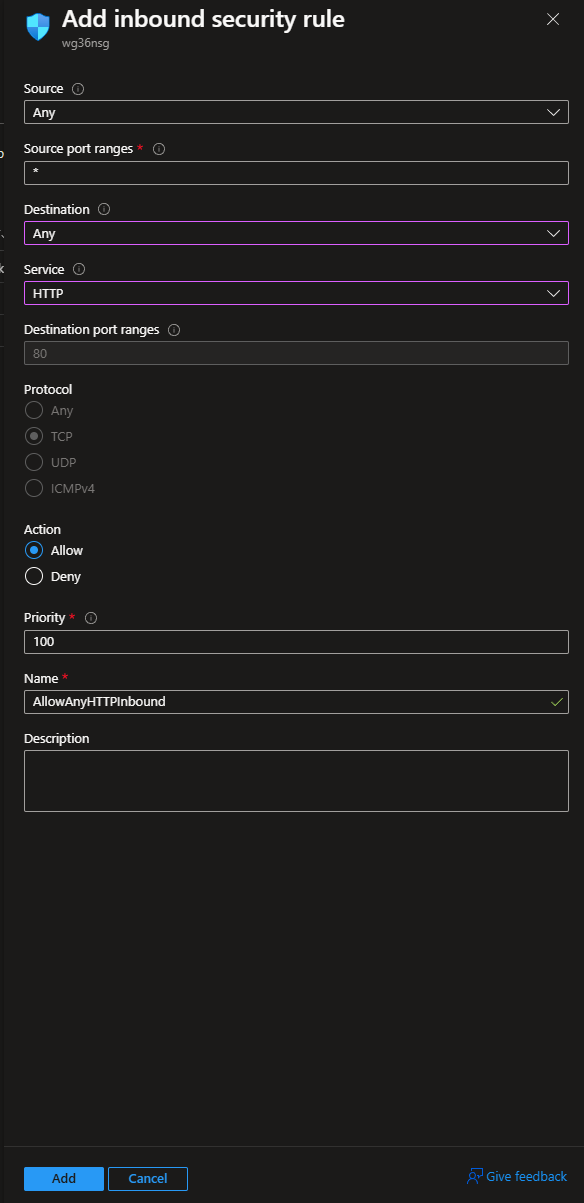 Add inbound security rule
wg36nsg
Source
Any
Source port ranges *
*
Destination
Any
Service
HTTP
Destination port ranges
80
Protocol
Any
TCP
UDP
ICMPv4
Action
Allow
Deny
Priority *
100
Name *
AllowAnyHTTPInbound
Description
Add
Cancel
Give feedback